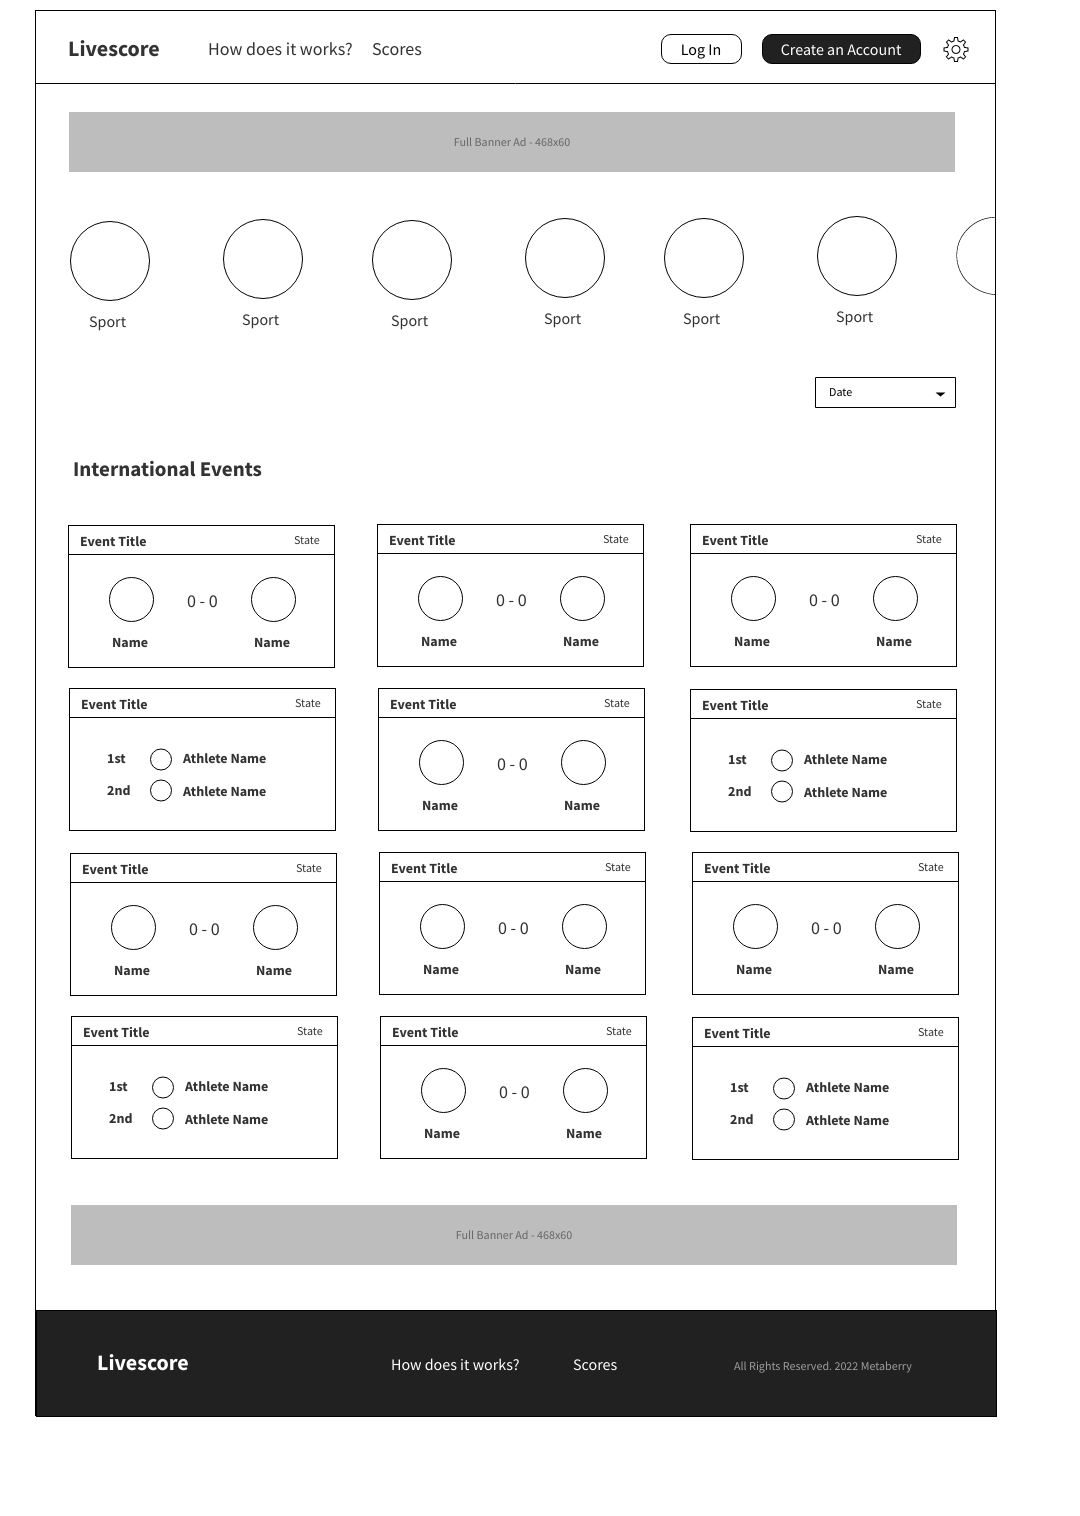 Livescore How does it works? Scores Log In Create an Account
Full Banner Ad - 468x60
Sport Sport Sport Sport Sport Sport
Date
International Events
Event Title State Event Title State Event Title State
0 - 0 0 - 0 0 - 0
Name Name Name Name Name Name
Event Title State Event Title State Event Title State
1st Athlete Name 0 - 0 1st Athlete Name
2nd Athlete Name Name Name 2nd Athlete Name
Event Title State Event Title State Event Title State
0 - 0 0 - 0 0 - 0
Name Name Name Name Name Name
Event Title State Event Title State Event Title State
1st Athlete Name 0 - 0 1st Athlete Name
2nd Athlete Name Name Name 2nd Athlete Name
Full Banner Ad - 468x60
Livescore How does it works? Scores All Rights Reserved. 2022 Metaberry